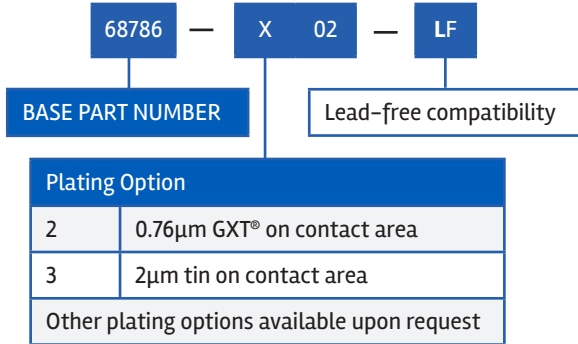 68786 — X 02 — LF
BASE PART NUMBER
Lead-free compatibility
Plating Option
2 0.76µm GXT® on contact area
3 2µm tin on contact area
Other plating options available upon request